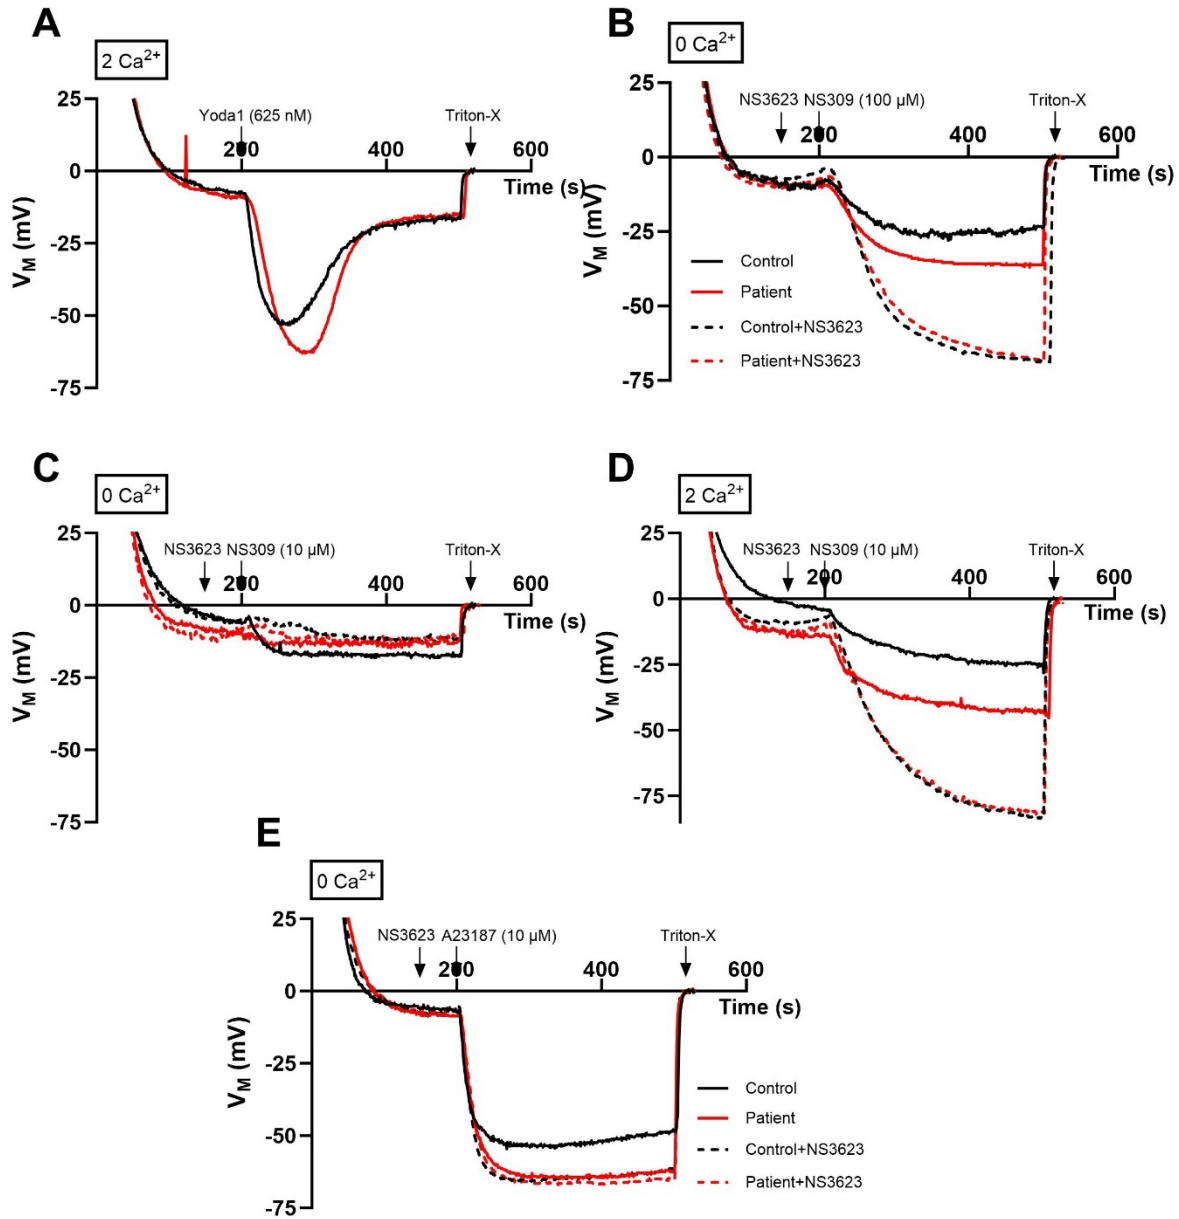 A
2 Ca²⁺
25
0
-25
-50
-75
V_M (mV)
Yoda1 (625 nM)
Triton-X
200
400
600
Time (s)
B
0 Ca²⁺
25
0
-25
-50
-75
V_M (mV)
NS3623 NS309 (100 µM)
Triton-X
200
400
600
Time (s)
Control
Patient
Control+NS3623
Patient+NS3623
C
0 Ca²⁺
25
0
-25
-50
-75
V_M (mV)
NS3623 NS309 (10 µM)
Triton-X
200
400
600
Time (s)
D
2 Ca²⁺
25
0
-25
-50
-75
V_M (mV)
NS3623 NS309 (10 µM)
Triton-X
200
400
600
Time (s)
E
0 Ca²⁺
25
0
-25
-50
-75
V_M (mV)
NS3623 A23187 (10 µM)
Triton-X
200
400
600
Time (s)
Control
Patient
Control+NS3623
Patient+NS3623